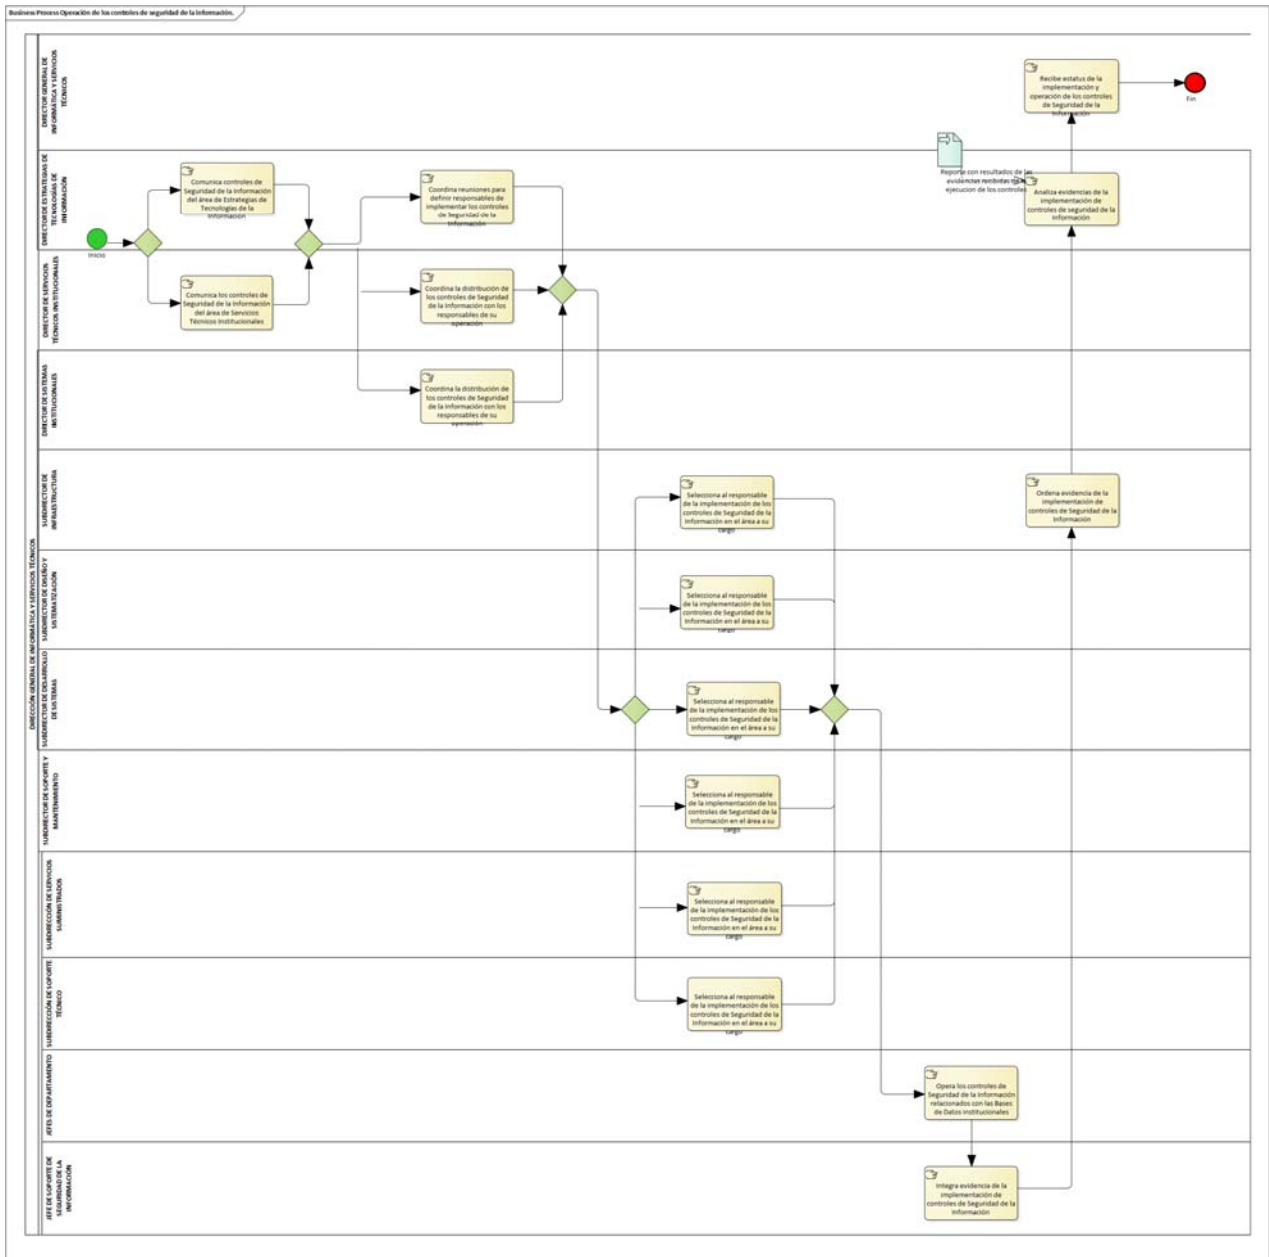 Business Process Operación de los controles de seguridad de la información.
DIRECCIÓN GENERAL DE INFORMÁTICA Y SERVICIOS TÉCNICOS
DIRECTOR GENERAL DE
INFORMÁTICA Y SERVICIOS
TÉCNICOS
Recibe estatus de la
implementación y
operación de los controles
de Seguridad de la
Información
Fin
DIRECTOR DE ESTRATEGIAS DE
TECNOLOGÍAS DE
INFORMACIÓN
Inicio
Comunica controles de
Seguridad de la Información
del área de Estrategias de
Tecnologías de la
Información
Coordina reuniones para
definir responsables de
implementar los controles
de Seguridad de la
Información
Reporte con resultados de las
evidencias recibidas de la
ejecucion de los controles
Analiza evidencias de la
implementación de
controles de seguridad de la
Información
DIRECTOR DE SERVICIOS
TÉCNICOS INSTITUCIONALES
Comunica los controles de
Seguridad de la Información
del área de Servicios
Técnicos Institucionales
Coordina la distribución de
los controles de Seguridad
de la Información con los
responsables de su
operación
DIRECTOR DE SISTEMAS
INSTITUCIONALES
Coordina la distribución de
los controles de Seguridad
de la Información con los
responsables de su
operación
SUBDIRECTOR DE
INFRAESTRUCTURA
Selecciona al responsable
de la implementación de los
controles de Seguridad de la
Información en el área a su
cargo
Ordena evidencia de la
implementación de
controles de Seguridad de la
Información
SUBDIRECTOR DE DISEÑO Y
SISTEMATIZACIÓN
Selecciona al responsable
de la implementación de los
controles de Seguridad de la
Información en el área a su
cargo
SUBDIRECTOR DE DESARROLLO
DE SISTEMAS
Selecciona al responsable
de la implementación de los
controles de Seguridad de la
Información en el área a su
cargo
SUBDIRECTOR DE SOPORTE Y
MANTENIMIENTO
Selecciona al responsable
de la implementación de los
controles de Seguridad de la
Información en el área a su
cargo
SUBDIRECCIÓN DE SERVICIOS
SUMINISTRADOS
Selecciona al responsable
de la implementación de los
controles de Seguridad de la
Información en el área a su
cargo
SUBDIRECCIÓN DE SOPORTE
TÉCNICO
Selecciona al responsable
de la implementación de los
controles de Seguridad de la
Información en el área a su
cargo
JEFES DE DEPARTAMENTO
Opera los controles de
Seguridad de la Información
relacionados con las Bases
de Datos institucionales
JEFE DE SOPORTE DE
SEGURIDAD DE LA
INFORMACIÓN
Integra evidencia de la
implementación de
controles de Seguridad de la
Información